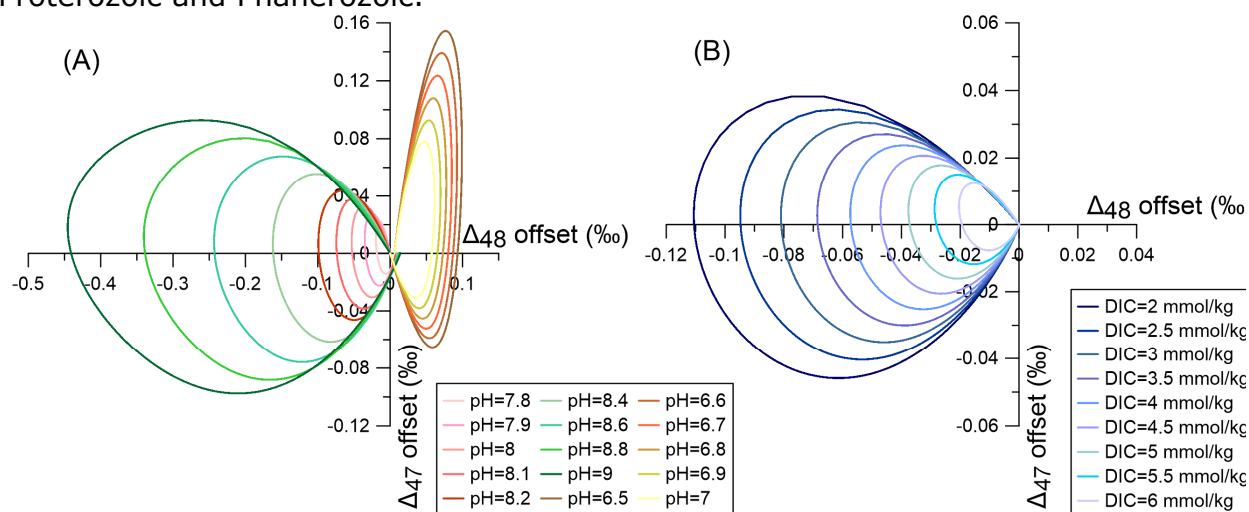 Proterozoic and Phanerozoic.
(A)
0.16
0.12
0.08
0.04
0
-0.04
-0.08
-0.12
-0.5
-0.4
-0.3
-0.2
-0.1
0
0.1
Δ48 offset (‰)
Δ47 offset (‰)
pH=7.8 pH=8.4 pH=6.6
pH=7.9 pH=8.6 pH=6.7
pH=8 pH=8.8 pH=6.8
pH=8.1 pH=9 pH=6.9
pH=8.2 pH=6.5 pH=7
(B)
0.06
0.04
0.02
0
-0.02
-0.04
-0.06
-0.12
-0.10
-0.08
-0.06
-0.04
-0.02
0
0.02
0.04
Δ48 offset (‰
Δ47 offset (‰)
DIC=2 mmol/kg
DIC=2.5 mmol/kg
DIC=3 mmol/kg
DIC=3.5 mmol/kg
DIC=4 mmol/kg
DIC=4.5 mmol/kg
DIC=5 mmol/kg
DIC=5.5 mmol/kg
DIC=6 mmol/kg